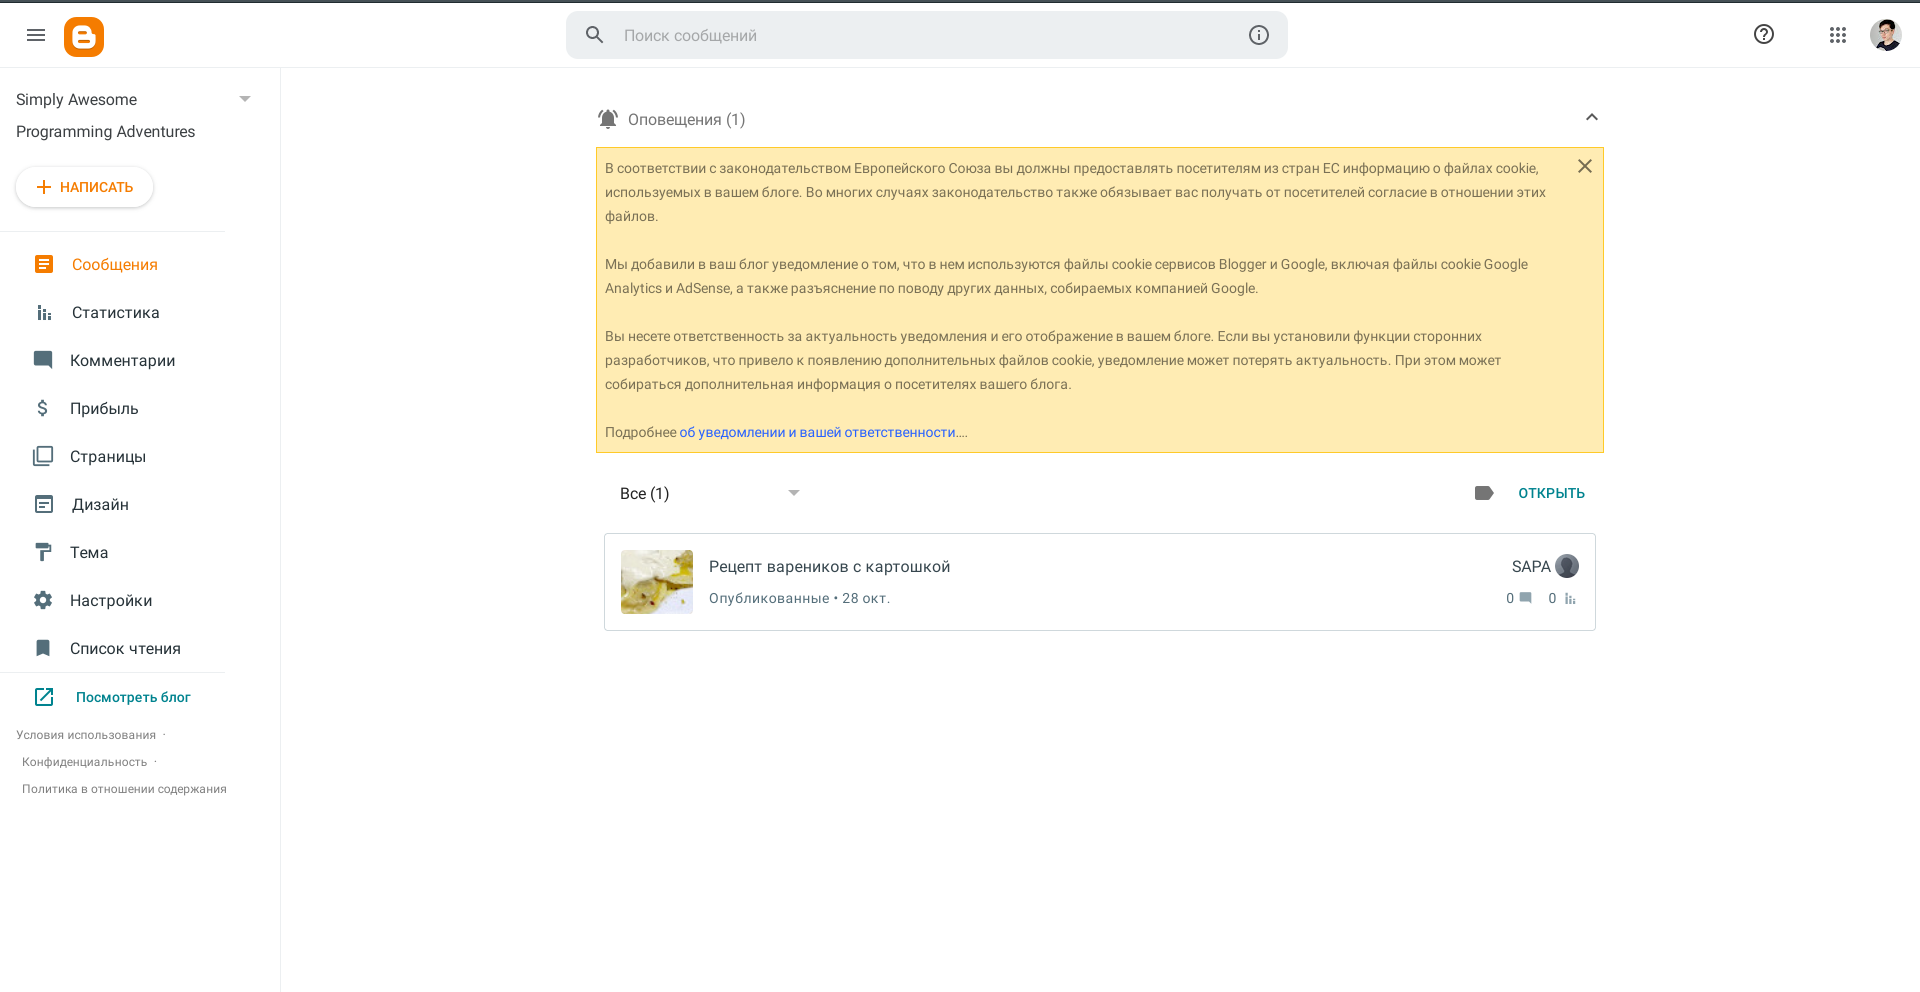 Поиск сообщений
Simply Awesome
Programming Adventures
НАПИСАТЬ
Сообщения
Статистика
Комментарии
Прибыль
Страницы
Дизайн
Тема
Настройки
Список чтения
Посмотреть блог
Условия использования ·
Конфиденциальность ·
Политика в отношении содержания
Оповещения (1)
В соответствии с законодательством Европейского Союза вы должны предоставлять посетителям из стран ЕС информацию о файлах cookie,
используемых в вашем блоге. Во многих случаях законодательство также обязывает вас получать от посетителей согласие в отношении этих
файлов.
Мы добавили в ваш блог уведомление о том, что в нем используются файлы cookie сервисов Blogger и Google, включая файлы cookie Google
Analytics и AdSense, а также разъяснение по поводу других данных, собираемых компанией Google.
Вы несете ответственность за актуальность уведомления и его отображение в вашем блоге. Если вы установили функции сторонних
разработчиков, что привело к появлению дополнительных файлов cookie, уведомление может потерять актуальность. При этом может
собираться дополнительная информация о посетителях вашего блога.
Подробнее об уведомлении и вашей ответственности….
Все (1)
ОТКРЫТЬ
Рецепт вареников с картошкой
SAPA
Опубликованные • 28 окт.
0 0